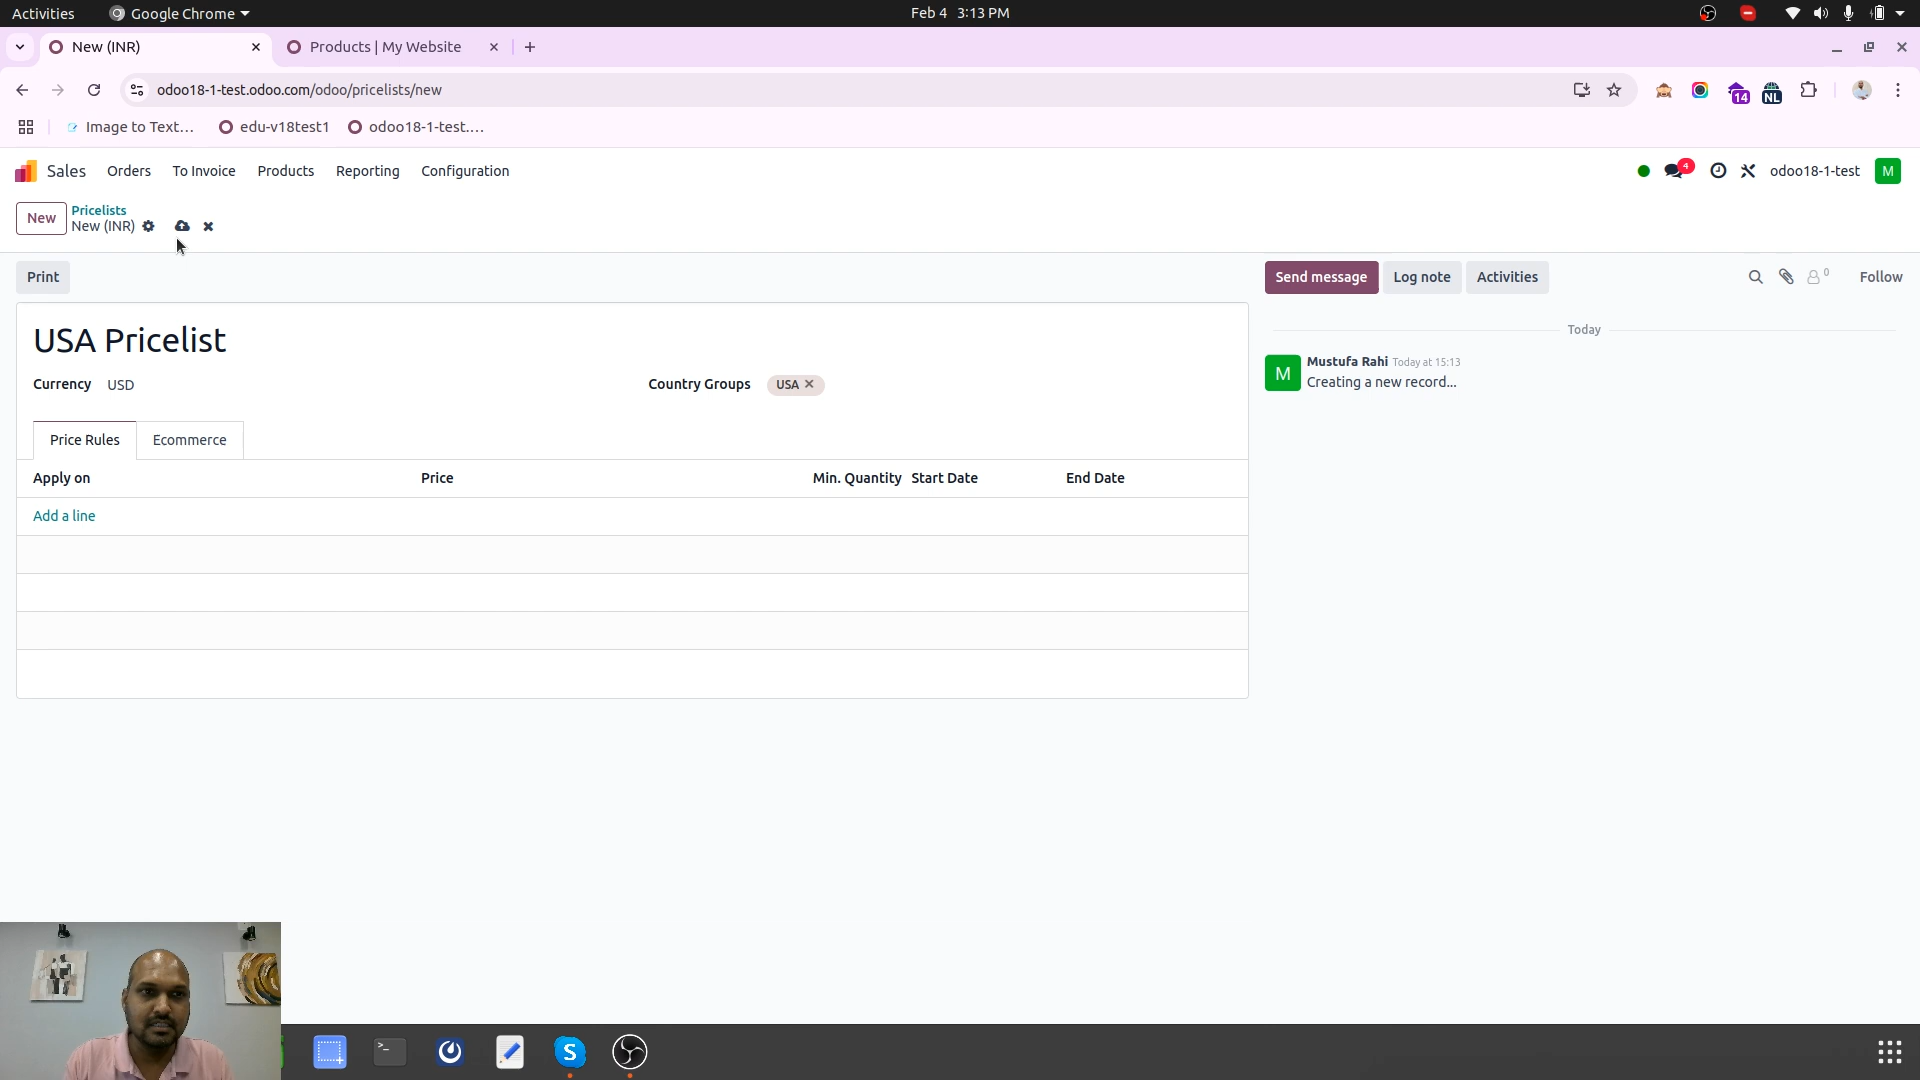 Activities Google Chrome Feb 4 3:13 PM
New (INR) Products | My Website
odoo18-1-test.odoo.com/odoo/pricelists/new 14 NL
Image to Text... edu-v18test1 odoo18-1-test....
Sales Orders To Invoice Products Reporting Configuration 4 odoo18-1-test M
New Pricelists
New (INR)
Print Send message Log note Activities 0 Follow
USA Pricelist
Today
Currency USD Country Groups USA
M Mustufa Rahi Today at 15:13
Creating a new record...
Price Rules Ecommerce
Apply on Price Min. Quantity Start Date End Date
Add a line